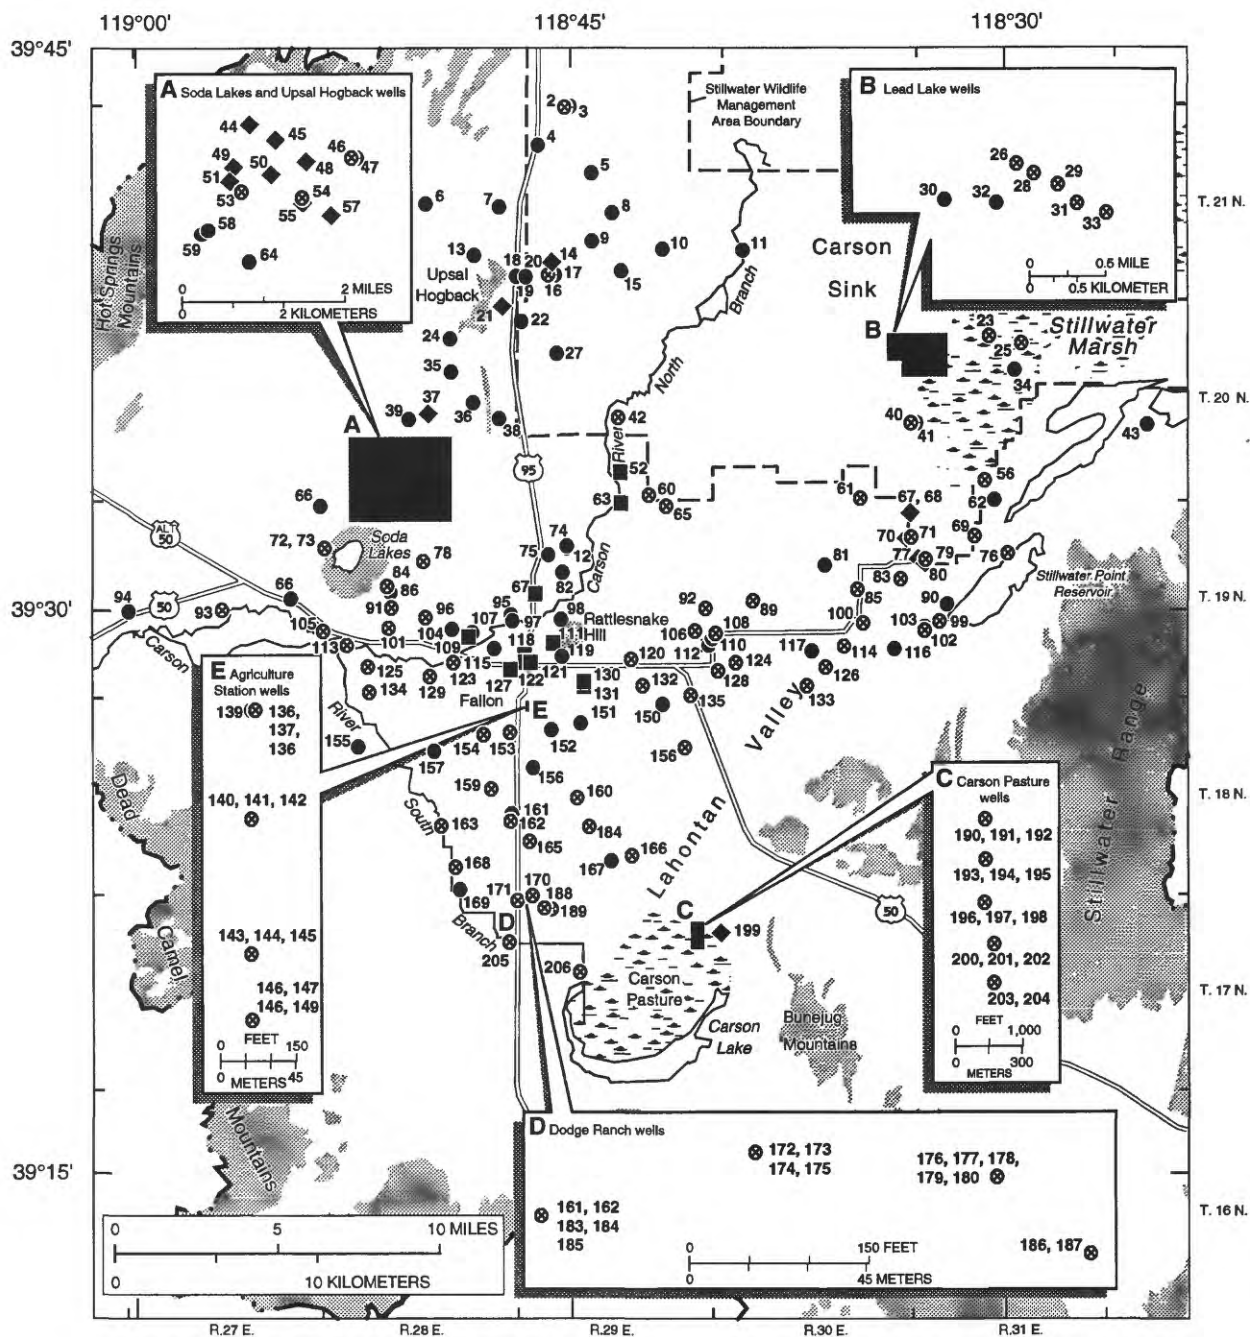 119°00'
118°45'
118°30'
39°45'
A Soda Lakes and Upsal Hogback wells
44
45
46
47
49
50
48
51
53
54
55
57
58
59
64
0
2 MILES
0
2 KILOMETERS
2
3
4
5
6
7
8
9
10
11
13
14
15
16
17
18
19
20
21
22
24
27
35
36
37
38
39
Upsal
Hogback
Hot Springs
Mountains
Stillwater Wildlife
Management
Area Boundary
B Lead Lake wells
26
28
29
30
32
31
33
0
0.5 MILE
0
0.5 KILOMETER
T. 21 N.
Carson
Sink
B
23
25
34
Stillwater
Marsh
T. 20 N.
North
Branch
River
Carson
42
40
41
43
A
95
52
63
60
65
61
56
62
67, 68
69
70
71
66
ALT
50
72, 73
Soda
Lakes
78
74
75
12
82
81
77
79
80
76
83
Stillwater Point
Reservoir
84
86
67
39°30'
94
50
93
66
91
96
95
97
98
Rattlesnake
Hill
92
89
85
90
100
103
102
T. 19 N.
105
101
104
107
109
118
111
119
106
108
110
112
117
116
113
115
125
123
127
122
121
120
124
126
128
Carson
River
134
129
Fallon
130
131
132
135
133
E
151
150
155
154
153
152
156
157
156
159
160
161
162
163
165
184
166
167
168
169
170
171
188
189
South
Branch
D
205
206
Lahontan
Valley
50
C
199
Carson
Pasture
Carson
Lake
Bunejug
Mountains
Stillwater
Range
T. 18 N.
T. 17 N.
E Agriculture
Station wells
139
136,
137,
136
140, 141, 142
143, 144, 145
146, 147
146, 149
0
FEET
150
0
METERS
45
Dead
Camel
Mountains
C Carson Pasture
wells
190, 191, 192
193, 194, 195
196, 197, 198
200, 201, 202
203, 204
FEET
0
1,000
0
300
METERS
39°15'
D Dodge Ranch wells
172, 173
174, 175
176, 177, 178,
179, 180
161, 162
183, 184
185
186, 187
0
150 FEET
0
45 METERS
T. 16 N.
0
5
10 MILES
0
10 KILOMETERS
R.27 E.
R.28 E.
R.29 E.
R.30 E.
R.31 E.